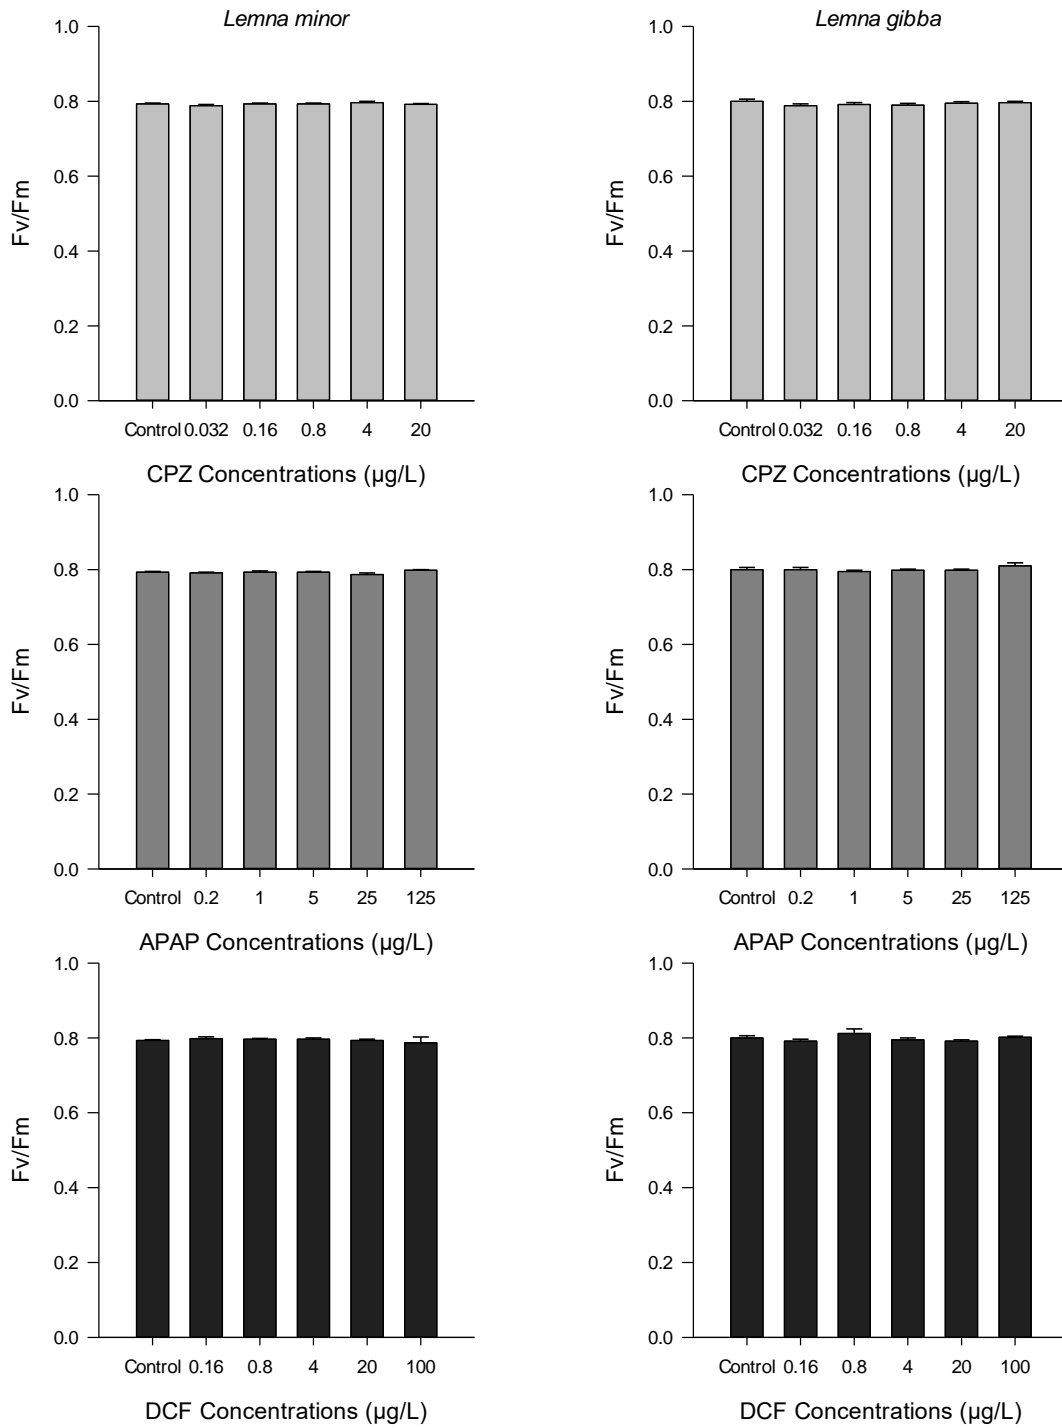 Lemna minor
1.0
0.8
0.6
0.4
0.2
0.0
Fv/Fm
Control 0.032 0.16 0.8 4 20
CPZ Concentrations (µg/L)
Lemna gibba
1.0
0.8
0.6
0.4
0.2
0.0
Fv/Fm
Control 0.032 0.16 0.8 4 20
CPZ Concentrations (µg/L)
1.0
0.8
0.6
0.4
0.2
0.0
Fv/Fm
Control 0.2 1 5 25 125
APAP Concentrations (µg/L)
1.0
0.8
0.6
0.4
0.2
0.0
Fv/Fm
Control 0.2 1 5 25 125
APAP Concentrations (µg/L)
1.0
0.8
0.6
0.4
0.2
0.0
Fv/Fm
Control 0.16 0.8 4 20 100
DCF Concentrations (µg/L)
1.0
0.8
0.6
0.4
0.2
0.0
Fv/Fm
Control 0.16 0.8 4 20 100
DCF Concentrations (µg/L)